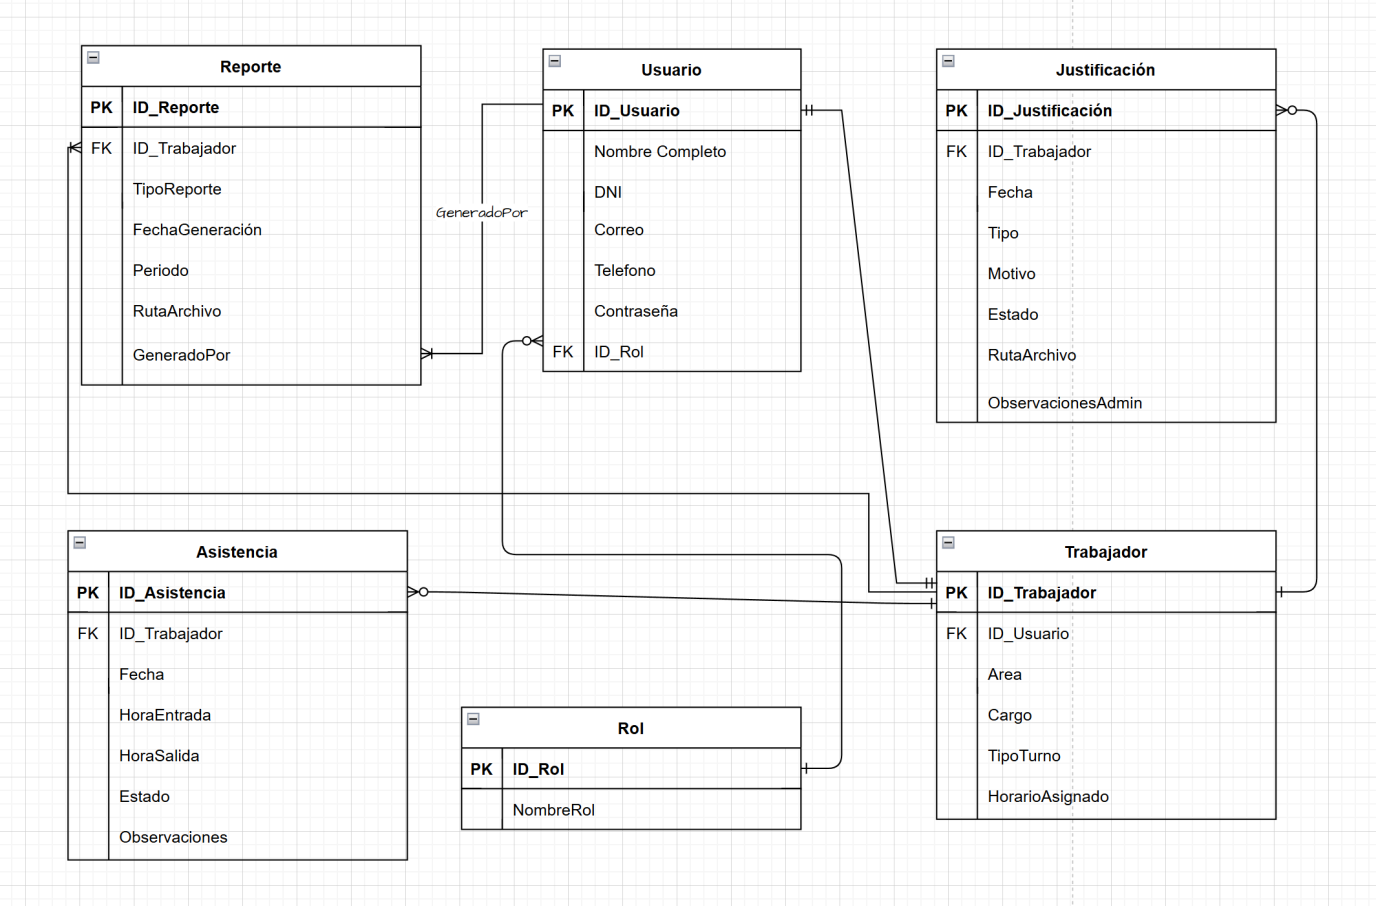 Reporte
PK ID_Reporte
FK ID_Trabajador
TipoReporte
FechaGeneración
Periodo
RutaArchivo
GeneradoPor
GeneradoPor
Usuario
PK ID_Usuario
Nombre Completo
DNI
Correo
Telefono
Contraseña
FK ID_Rol
Justificación
PK ID_Justificación
FK ID_Trabajador
Fecha
Tipo
Motivo
Estado
RutaArchivo
ObservacionesAdmin
Asistencia
PK ID_Asistencia
FK ID_Trabajador
Fecha
HoraEntrada
HoraSalida
Estado
Observaciones
Rol
PK ID_Rol
NombreRol
Trabajador
PK ID_Trabajador
FK ID_Usuario
Area
Cargo
TipoTurno
HorarioAsignado